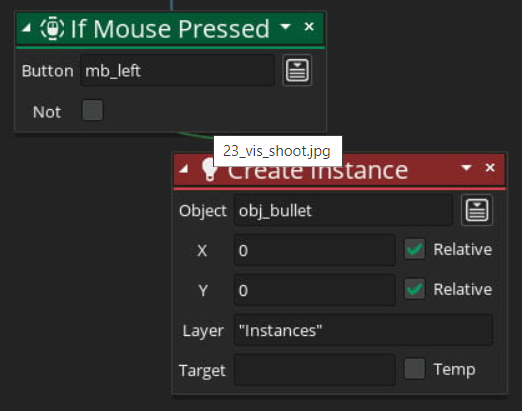 If Mouse Pressed
Button mb_left
Not
23_vis_shoot.jpg
Create Instance
Object obj_bullet
X 0 Relative
Y 0 Relative
Layer "Instances"
Target Temp